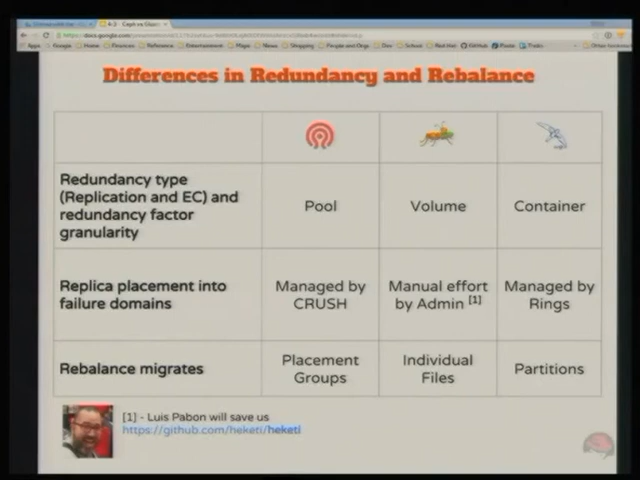 Differences in Redundancy and Rebalance
Redundancy type
(Replication and EC) and
redundancy factor
granularity
Pool
Volume
Container
Replica placement into
failure domains
Managed by
CRUSH
Manual effort
by Admin [1]
Managed by
Rings
Rebalance migrates
Placement
Groups
Individual
Files
Partitions
[1] - Luis Pabon will save us
https://github.com/heketi/heketi